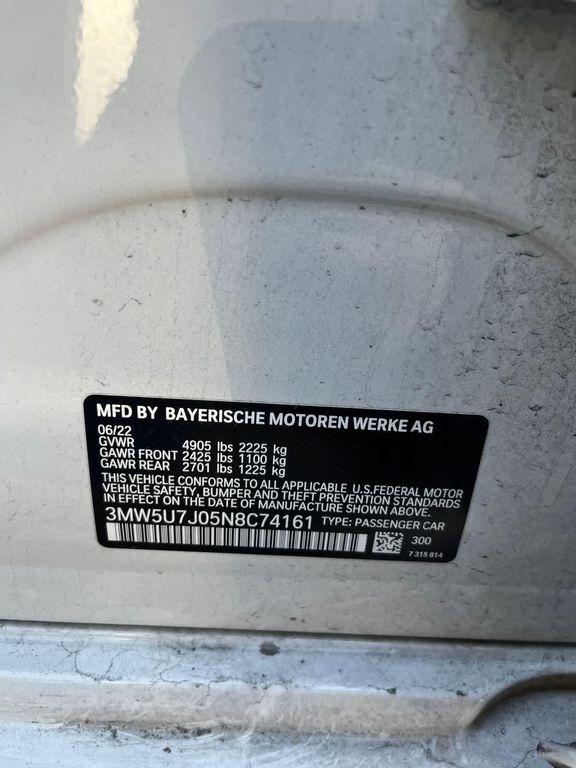 MFD BY BAYERISCHE MOTOREN WERKE AG
06/22
GVWR 4905 lbs 2225 kg
GAWR FRONT 2425 lbs 1100 kg
GAWR REAR 2701 lbs 1225 kg
THIS VEHICLE CONFORMS TO ALL APPLICABLE U.S.FEDERAL MOTOR
VEHICLE SAFETY, BUMPER, AND THEFT PREVENTION STANDARDS
IN EFFECT ON THE DATE OF MANUFACTURE SHOWN ABOVE.
3MW5U7J05N8C74161 TYPE: PASSENGER CAR
300
7 315 814